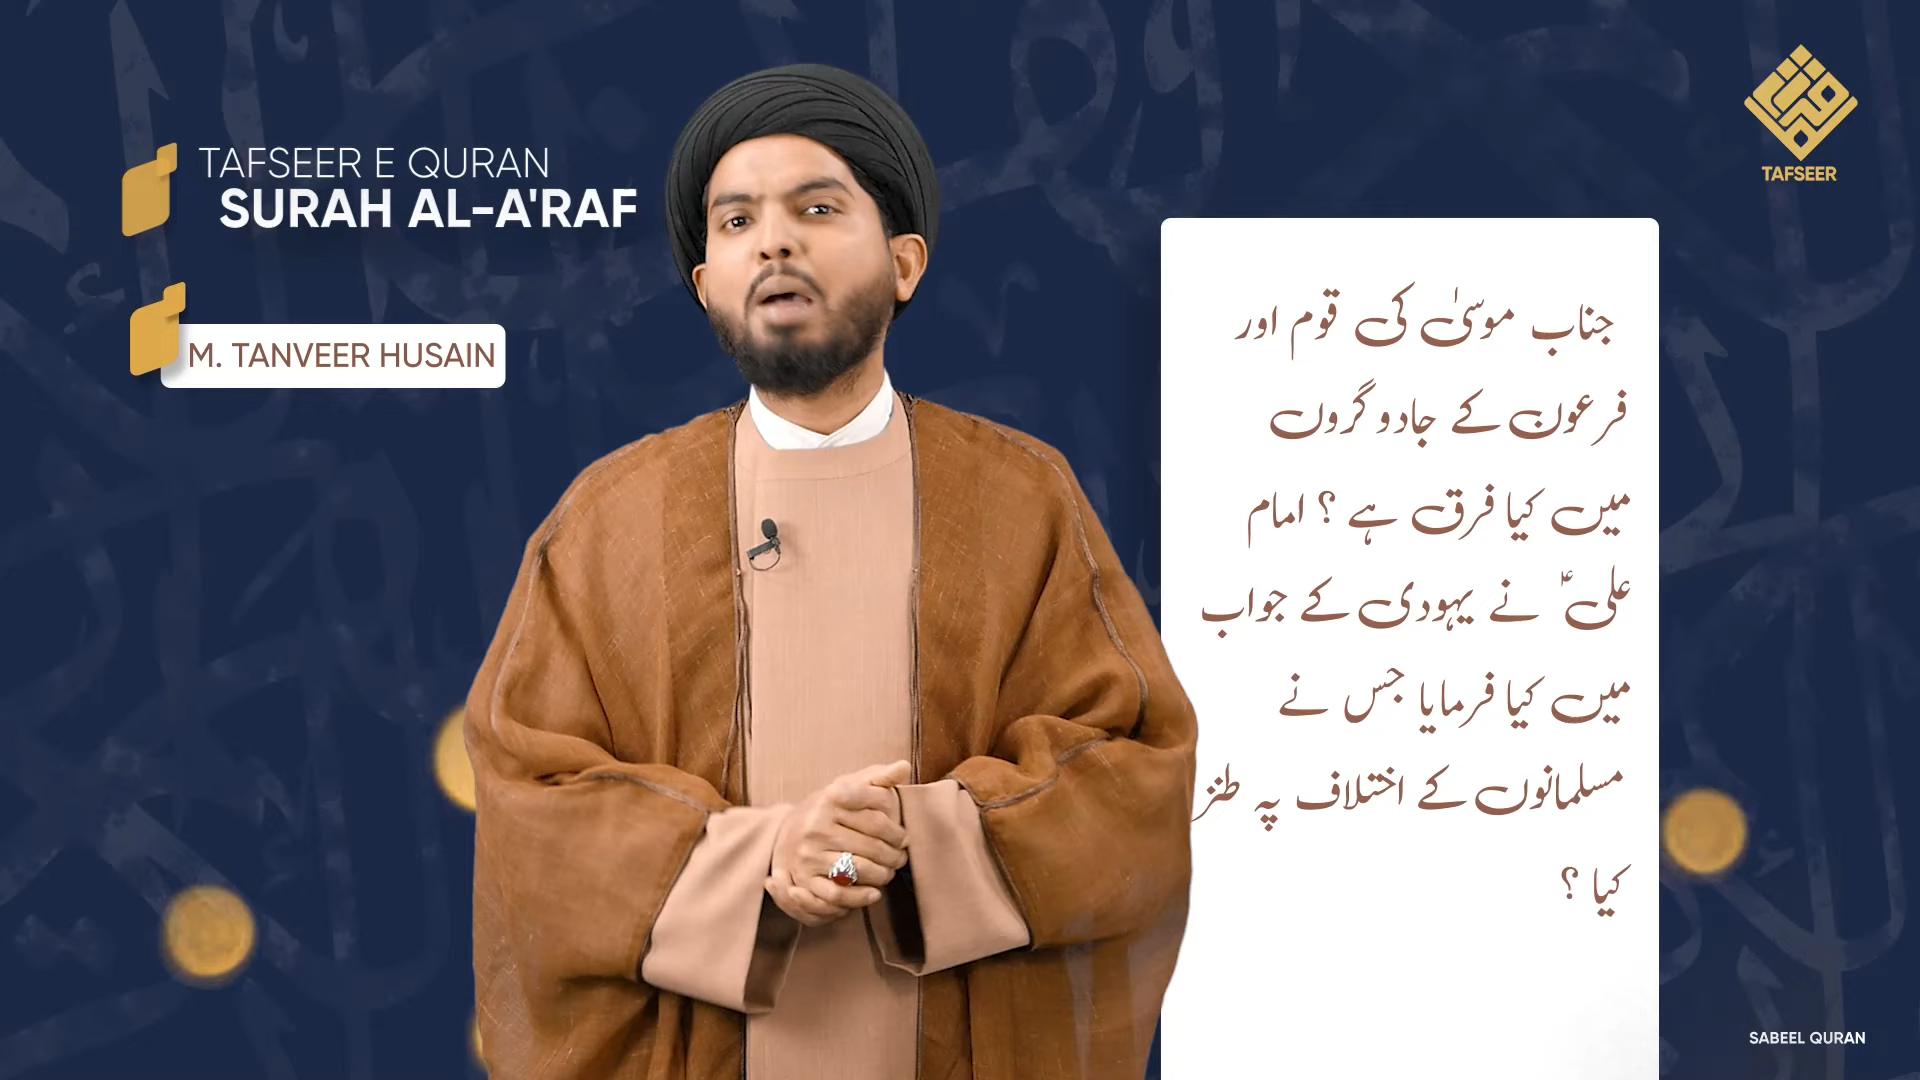 TAFSEER E QURAN
SURAH AL-A'RAF
M. TANVEER HUSAIN
TAFSEER
جناب موسیٰ کی قوم اور
فرعون کے جادوگروں
میں کیا فرق ہے ؟ امام
علیؑ نے یہودی کے جواب
میں کیا فرمایا جس نے
مسلمانوں کے اختلاف پہ طنز
کیا ؟
SABEEL QURAN